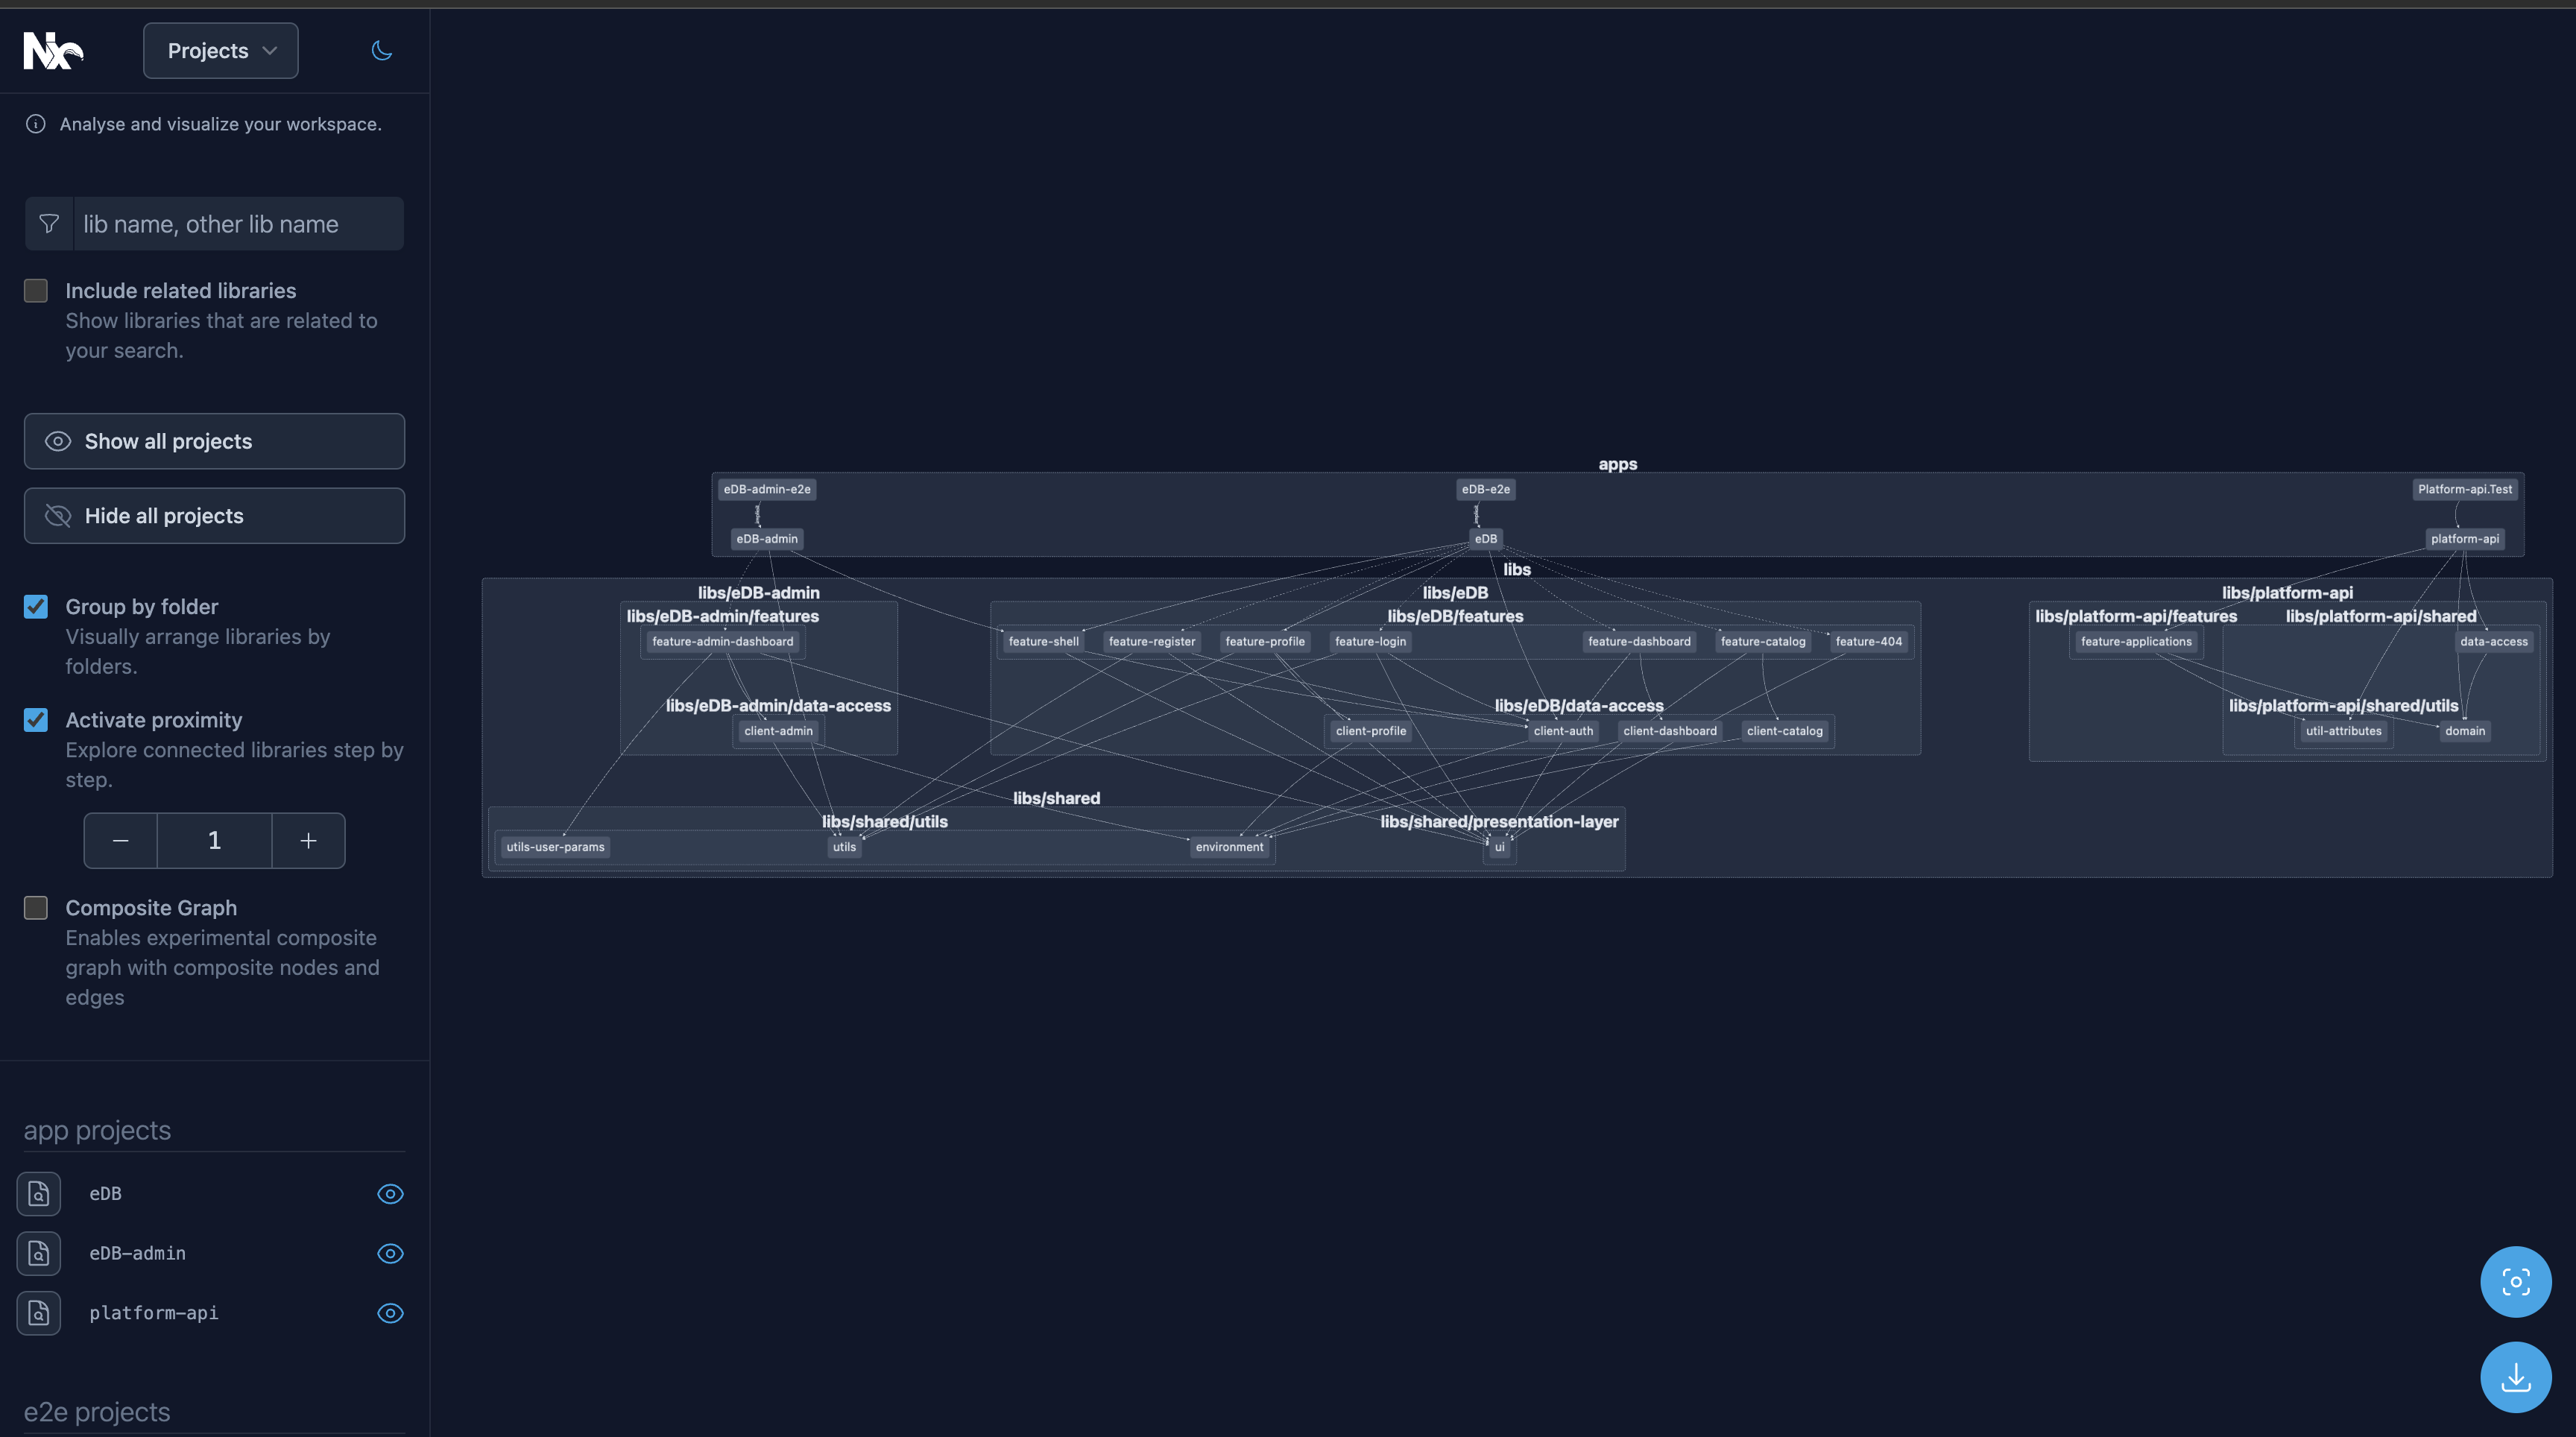 Nx
Projects
Analyse and visualize your workspace.
lib name, other lib name
Include related libraries
Show libraries that are related to
your search.
Show all projects
Hide all projects
Group by folder
Visually arrange libraries by
folders.
Activate proximity
Explore connected libraries step by
step.
1
Composite Graph
Enables experimental composite
graph with composite nodes and
edges
app projects
eDB
eDB-admin
platform-api
e2e projects
apps
eDB-admin-e2e
eDB-e2e
Platform-api.Test
eDB-admin
eDB
platform-api
libs
libs/eDB-admin
libs/eDB
libs/platform-api
libs/eDB-admin/features
libs/eDB/features
libs/platform-api/features
libs/platform-api/shared
feature-admin-dashboard
feature-shell
feature-register
feature-profile
feature-login
feature-dashboard
feature-catalog
feature-404
feature-applications
data-access
libs/eDB-admin/data-access
libs/eDB/data-access
libs/platform-api/shared/utils
client-admin
client-profile
client-auth
client-dashboard
client-catalog
util-attributes
domain
libs/shared
libs/shared/utils
libs/shared/presentation-layer
utils-user-params
utils
environment
ui